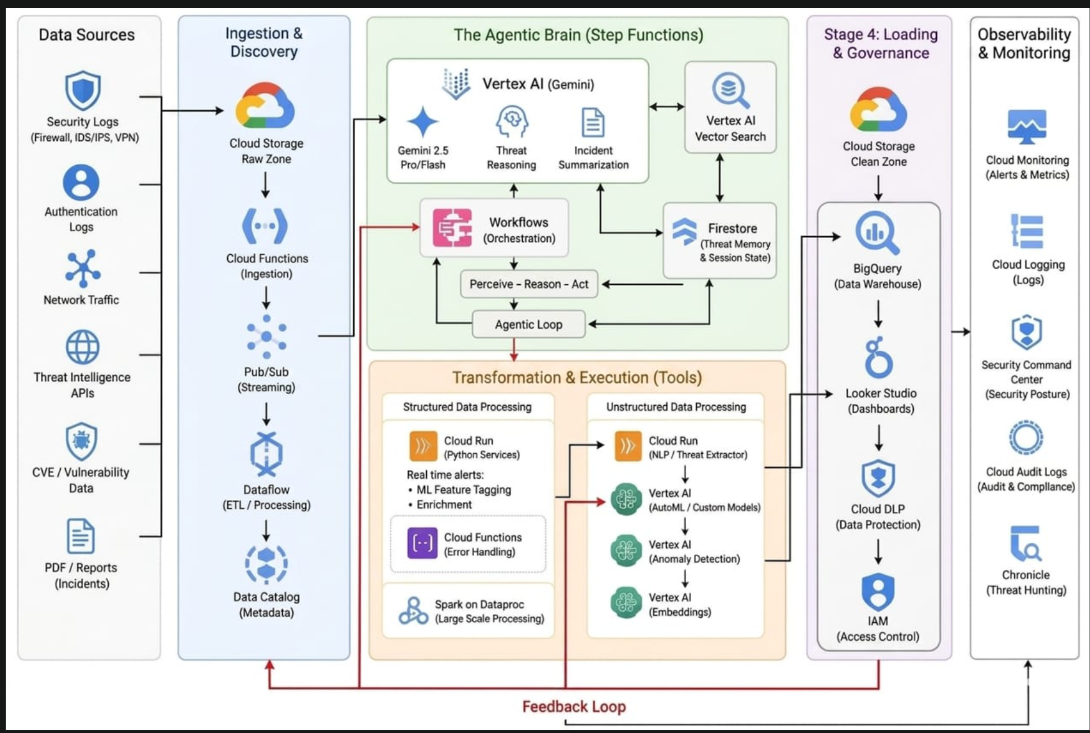 Data Sources
Security Logs
(Firewall, IDS/IPS, VPN)
Authentication
Logs
Network Traffic
Threat Intelligence
APIs
CVE / Vulnerability
Data
PDF / Reports
(Incidents)
Ingestion &
Discovery
Cloud Storage
Raw Zone
Cloud Functions
(Ingestion)
Pub/Sub
(Streaming)
Dataflow
(ETL / Processing)
Data Catalog
(Metadata)
The Agentic Brain (Step Functions)
Vertex AI (Gemini)
Gemini 2.5
Pro/Flash
Threat
Reasoning
Incident
Summarization
Vertex AI
Vector Search
Workflows
(Orchestration)
Firestore
(Threat Memory
& Session State)
Perceive – Reason – Act
Agentic Loop
Transformation & Execution (Tools)
Structured Data Processing
Cloud Run
(Python Services)
Real time alerts:
• ML Feature Tagging
• Enrichment
Cloud Functions
(Error Handling)
Spark on Dataproc
(Large Scale Processing)
Unstructured Data Processing
Cloud Run
(NLP / Threat Extractor)
Vertex AI
(AutoML / Custom Models)
Vertex AI
(Anomaly Detection)
Vertex AI
(Embeddings)
Stage 4: Loading
& Governance
Cloud Storage
Clean Zone
BigQuery
(Data Warehouse)
Looker Studio
(Dashboards)
Cloud DLP
(Data Protection)
IAM
(Access Control)
Observability
& Monitoring
Cloud Monitoring
(Alerts & Metrics)
Cloud Logging
(Logs)
Security Command
Center
(Security Posture)
Cloud Audit Logs
(Audit & Compllance)
Chronicle
(Threat Hunting)
Feedback Loop